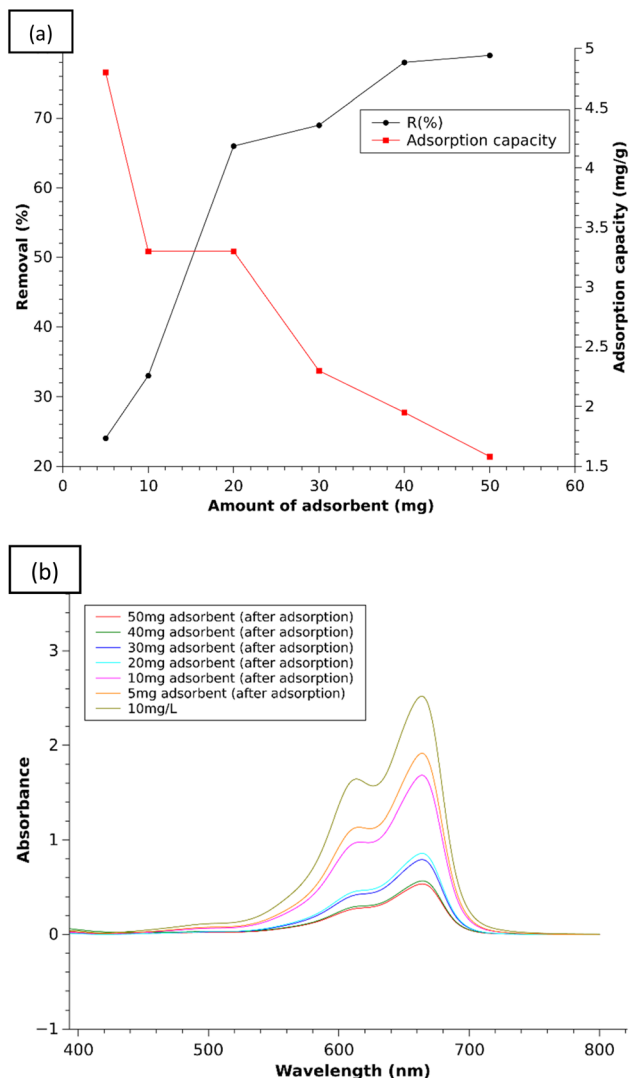 (a)
R(%)
Adsorption capacity
Removal (%)
70
60
50
40
30
20
5
4.5
4
3.5
3
2.5
2
1.5
Adsorption capacity (mg/g)
0 10 20 30 40 50 60
Amount of adsorbent (mg)
(b)
50mg adsorbent (after adsorption)
40mg adsorbent (after adsorption)
30mg adsorbent (after adsorption)
20mg adsorbent (after adsorption)
10mg adsorbent (after adsorption)
5mg adsorbent (after adsorption)
10mg/L
Absorbance
3
2
1
0
−1
400 500 600 700 800
Wavelength (nm)